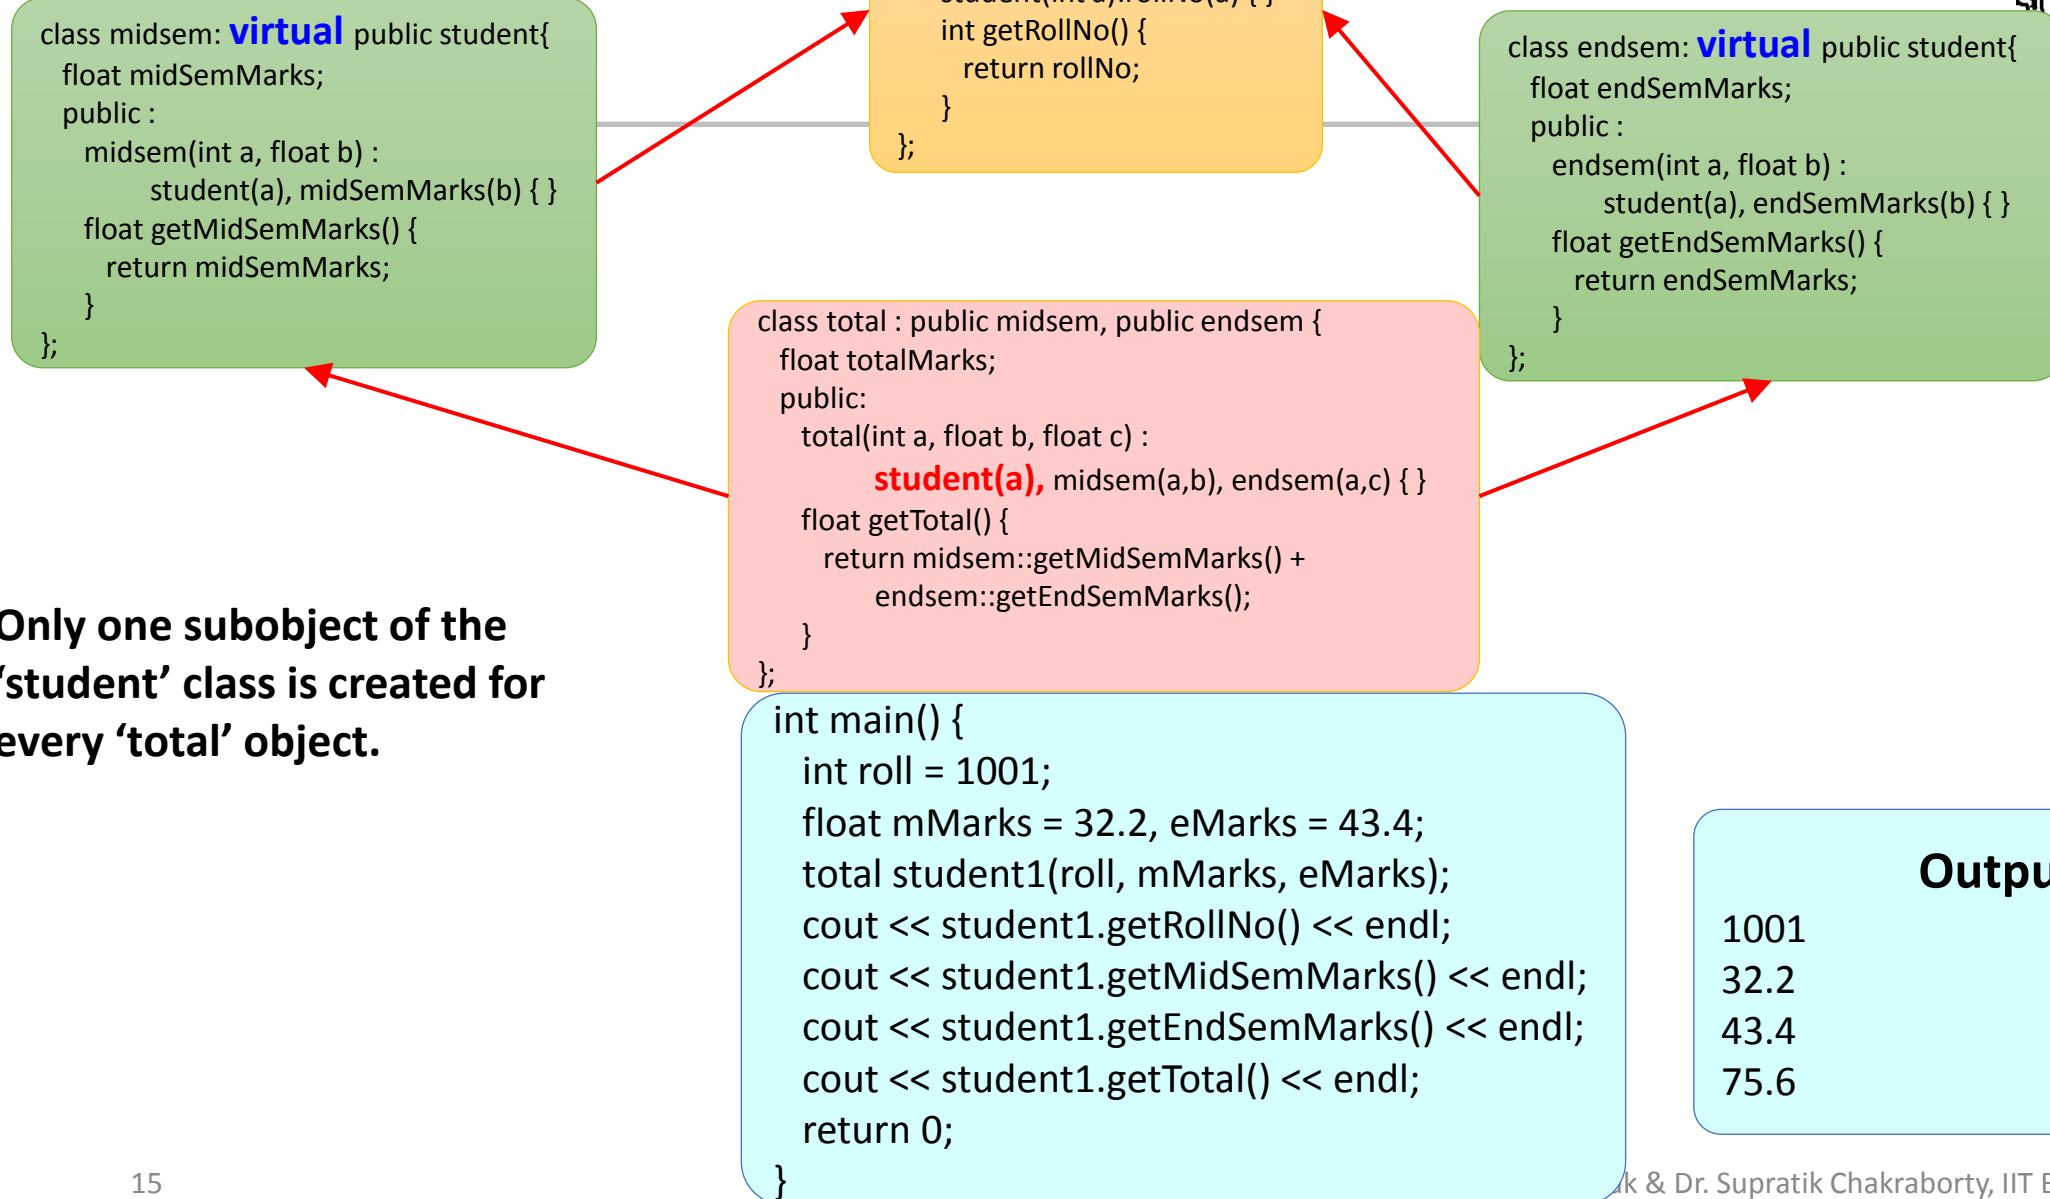 class midsem: virtual public student{
float midSemMarks;
public :
midsem(int a, float b) :
student(a), midSemMarks(b) { }
float getMidSemMarks() {
return midSemMarks;
}
};
student(int a):rollNo(a) { }
int getRollNo() {
return rollNo;
}
};
class endsem: virtual public student{
float endSemMarks;
public :
endsem(int a, float b) :
student(a), endSemMarks(b) { }
float getEndSemMarks() {
return endSemMarks;
}
};
class total : public midsem, public endsem {
float totalMarks;
public:
total(int a, float b, float c) :
student(a), midsem(a,b), endsem(a,c) { }
float getTotal() {
return midsem::getMidSemMarks() +
endsem::getEndSemMarks();
}
};
Only one subobject of the
‘student’ class is created for
every ‘total’ object.
int main() {
int roll = 1001;
float mMarks = 32.2, eMarks = 43.4;
total student1(roll, mMarks, eMarks);
cout << student1.getRollNo() << endl;
cout << student1.getMidSemMarks() << endl;
cout << student1.getEndSemMarks() << endl;
cout << student1.getTotal() << endl;
return 0;
}
Outpu
1001
32.2
43.4
75.6
15
& Dr. Supratik Chakraborty, IIT